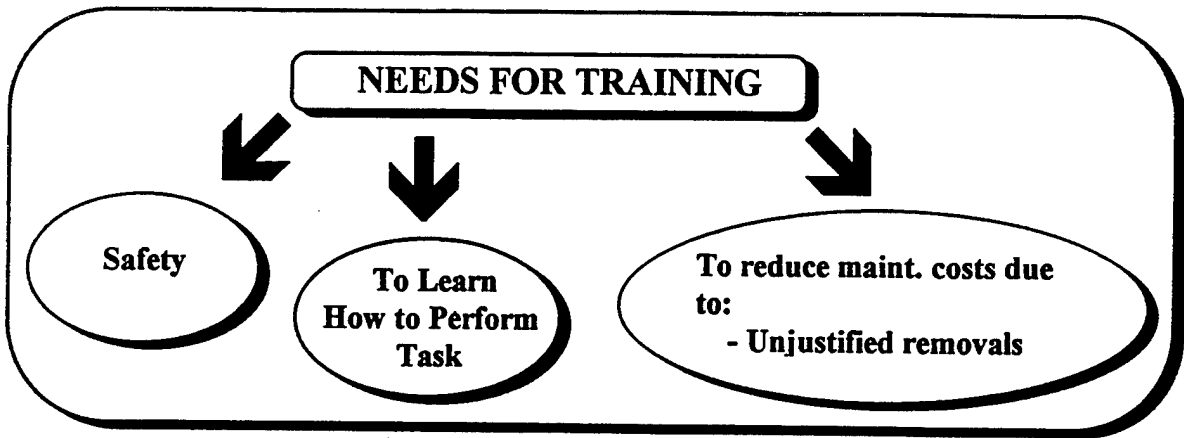 NEEDS FOR TRAINING
Safety
To Learn
How to Perform
Task
To reduce maint. costs due
to:
- Unjustified removals